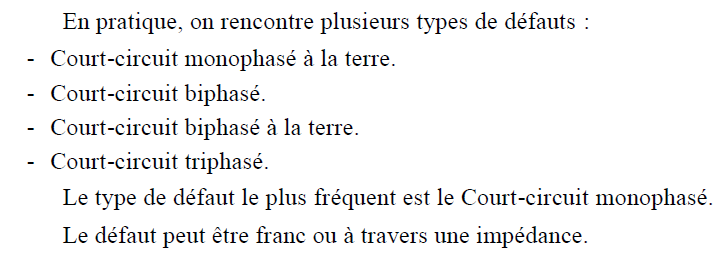 En pratique, on rencontre plusieurs types de défauts :
- Court-circuit monophasé à la terre.
- Court-circuit biphasé.
- Court-circuit biphasé à la terre.
- Court-circuit triphasé.
Le type de défaut le plus fréquent est le Court-circuit monophasé.
Le défaut peut être franc ou à travers une impédance.